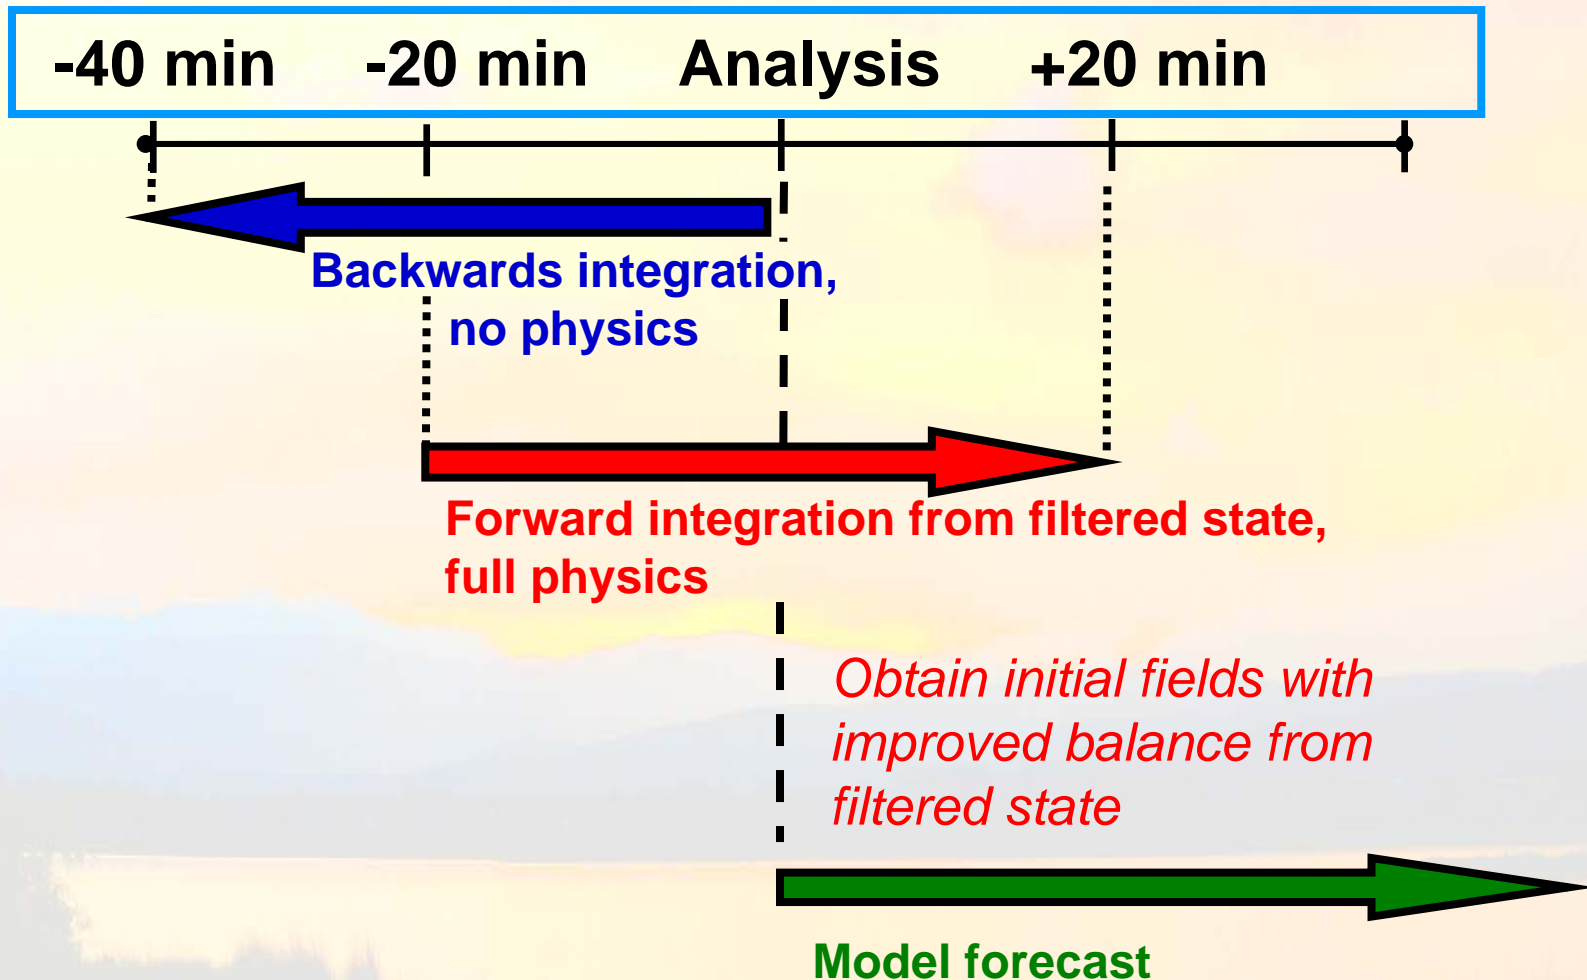 -40 min -20 min Analysis +20 min
Backwards integration,
no physics
Forward integration from filtered state,
full physics
Obtain initial fields with
improved balance from
filtered state
Model forecast